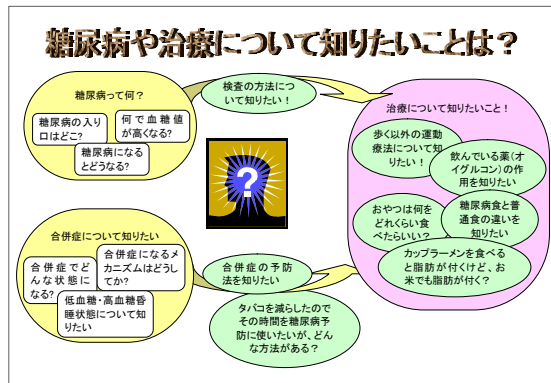 糖尿病や治療について知りたいことは？
糖尿病って何？
糖尿病の入り
口はどこ？
何で血糖値
が高くなる？
糖尿病になる
とどうなる？
検査の方法につ
いて知りたい！
治療について知りたいこと！
歩く以外の運動
療法について知
りたい！
飲んでいる薬（オ
イグルコン）の作
用を知りたい
おやつは何を
どれくらい食
べたらいい？
糖尿病食と普
通食の違いを
知りたい
カップラーメンを食べる
と脂肪が付くけど、お
米でも脂肪が付く？
?
合併症について知りたい
合併症になるメ
カニズムはどうし
てか？
合併症でど
んな状態に
なる？
低血糖・高血糖昏
睡状態について知
りたい
合併症の予防
法を知りたい
タバコを減らしたので
その時間を糖尿病予
防に使いたいが、どん
な方法がある？